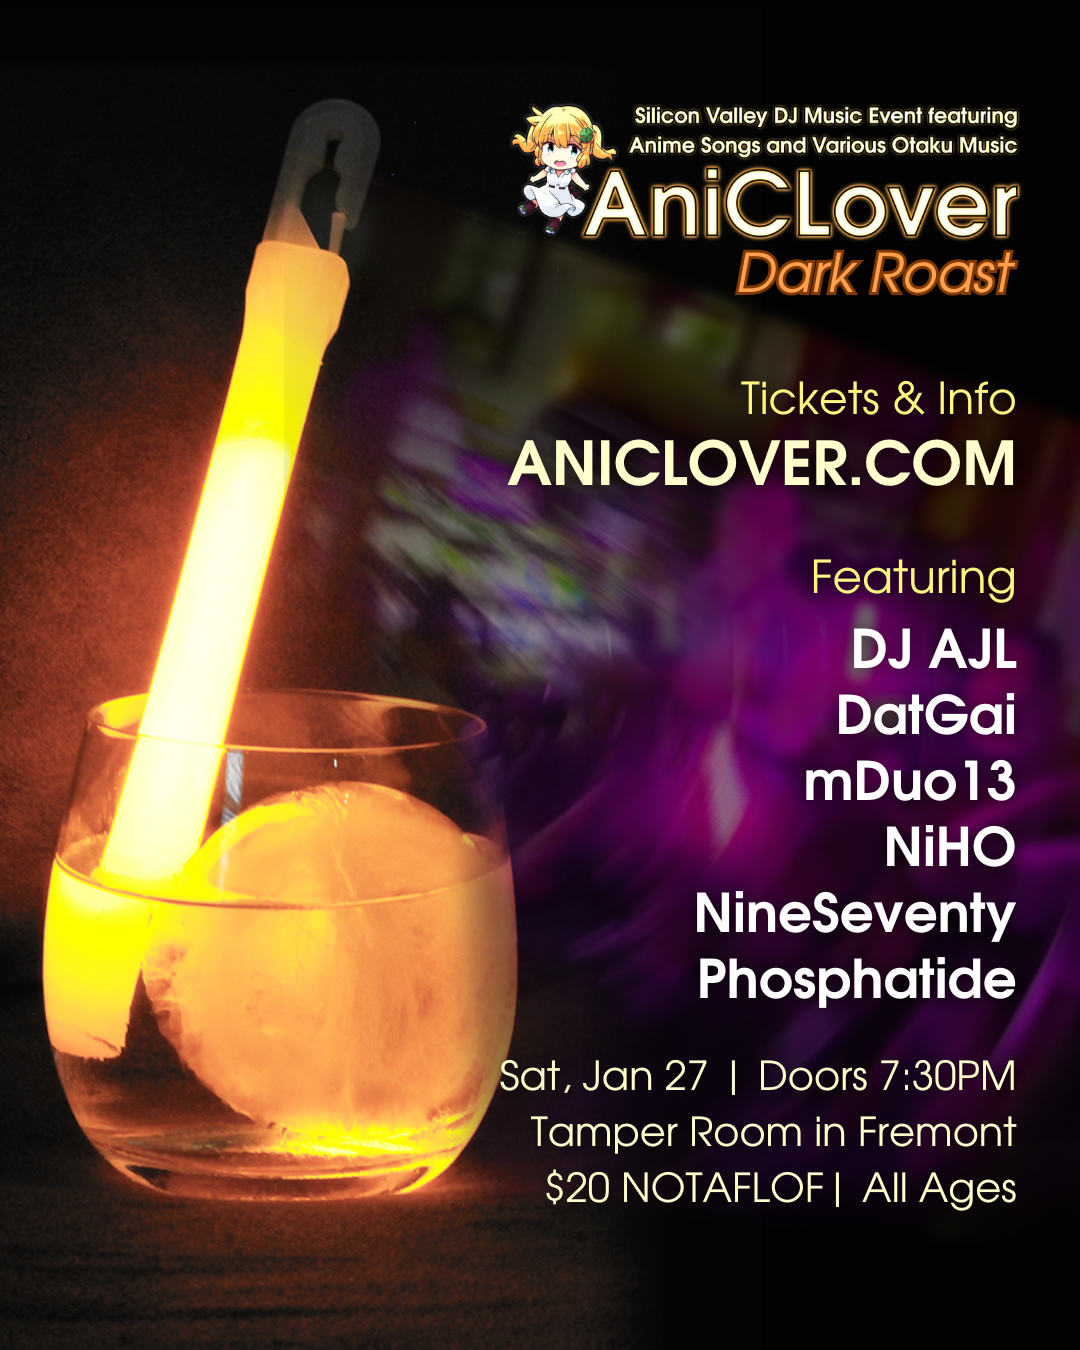 Silicon Valley DJ Music Event featuring
Anime Songs and Various Otaku Music
AniCLover
Dark Roast
Tickets & Info
ANICLOVER.COM
Featuring
DJ AJL
DatGai
mDuo13
NiHO
NineSeventy
Phosphatide
Sat, Jan 27 | Doors 7:30PM
Tamper Room in Fremont
$20 NOTAFLOF| All Ages